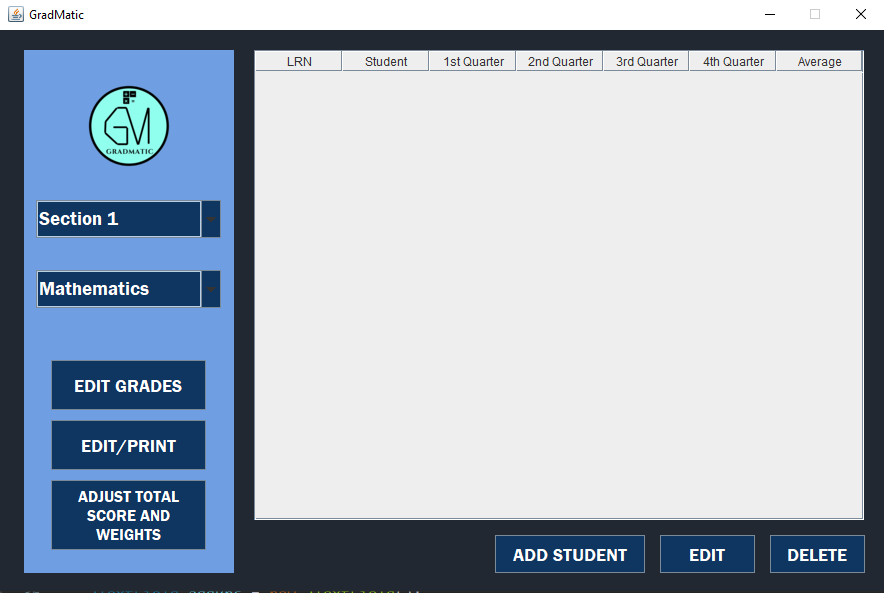 GradMatic
GM
GRADMATIC
Section 1
Mathematics
EDIT GRADES
EDIT/PRINT
ADJUST TOTAL
SCORE AND
WEIGHTS
LRN Student 1st Quarter 2nd Quarter 3rd Quarter 4th Quarter Average
ADD STUDENT EDIT DELETE